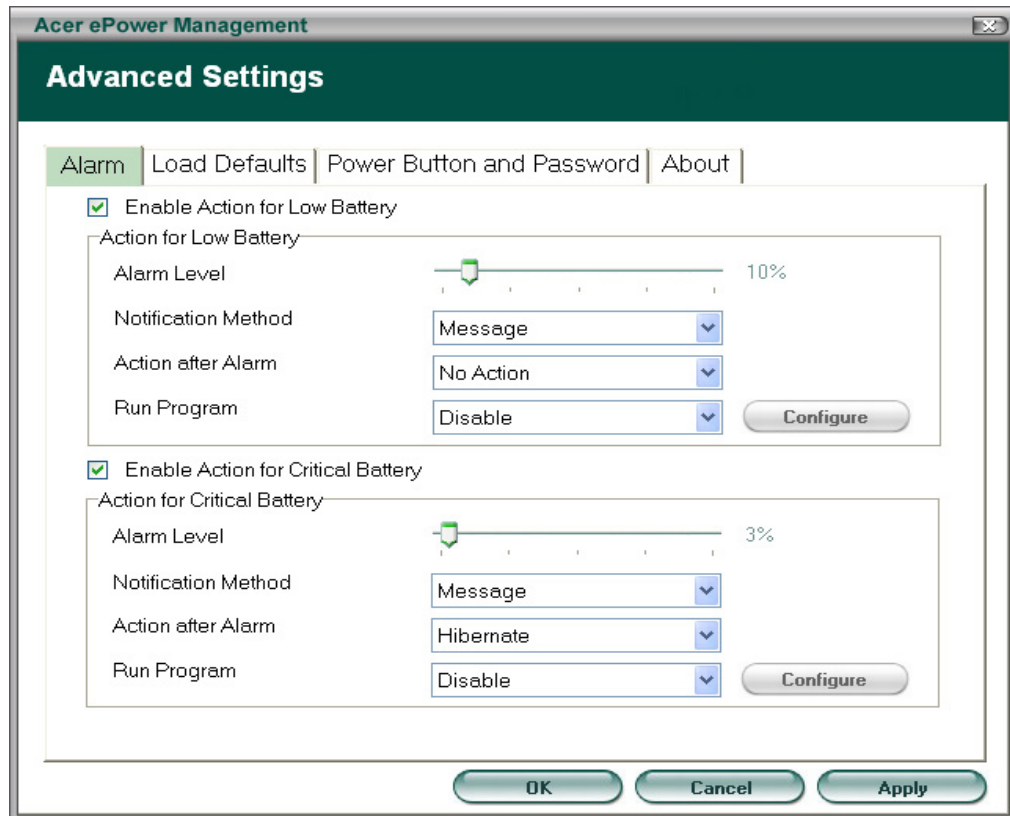 Acer ePower Management
Advanced Settings
Alarm Load Defaults Power Button and Password About
Enable Action for Low Battery
Action for Low Battery
Alarm Level 10%
Notification Method Message
Action after Alarm No Action
Run Program Disable Configure
Enable Action for Critical Battery
Action for Critical Battery
Alarm Level 3%
Notification Method Message
Action after Alarm Hibernate
Run Program Disable Configure
OK Cancel Apply